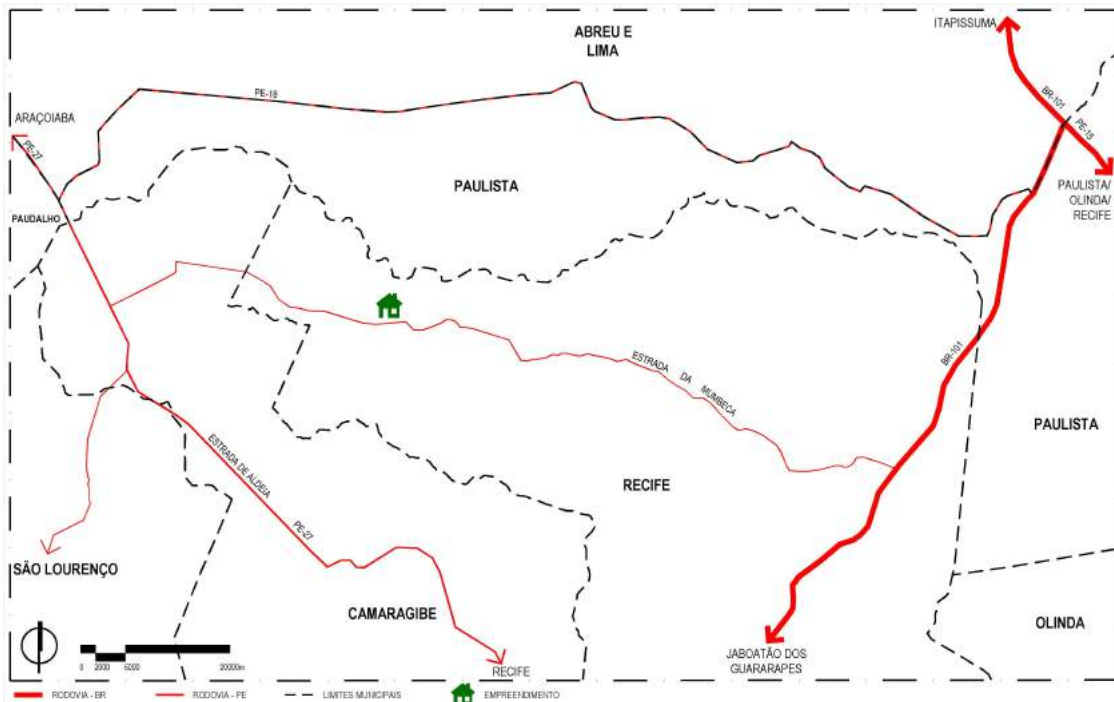 ITAPISSUMA
ABREU E
LIMA
BR-101
PE-15
PE-18
ARAÇOIABA
PE-27
PAULISTA
PAULISTA/
OLINDA/
RECIFE
PAUDALHO
BR-101
ESTRADA DA MUMBECA
PAULISTA
ESTRADA DE ALDEIA
RECIFE
PE-27
SÃO LOURENÇO
CAMARAGIBE
OLINDA
JABOATÃO DOS
GUARARAPES
RECIFE
0 2000 6000 20000m
RODOVIA - BR RODOVIA - PE LIMITES MUNICIPAIS EMPREENDIMENTO